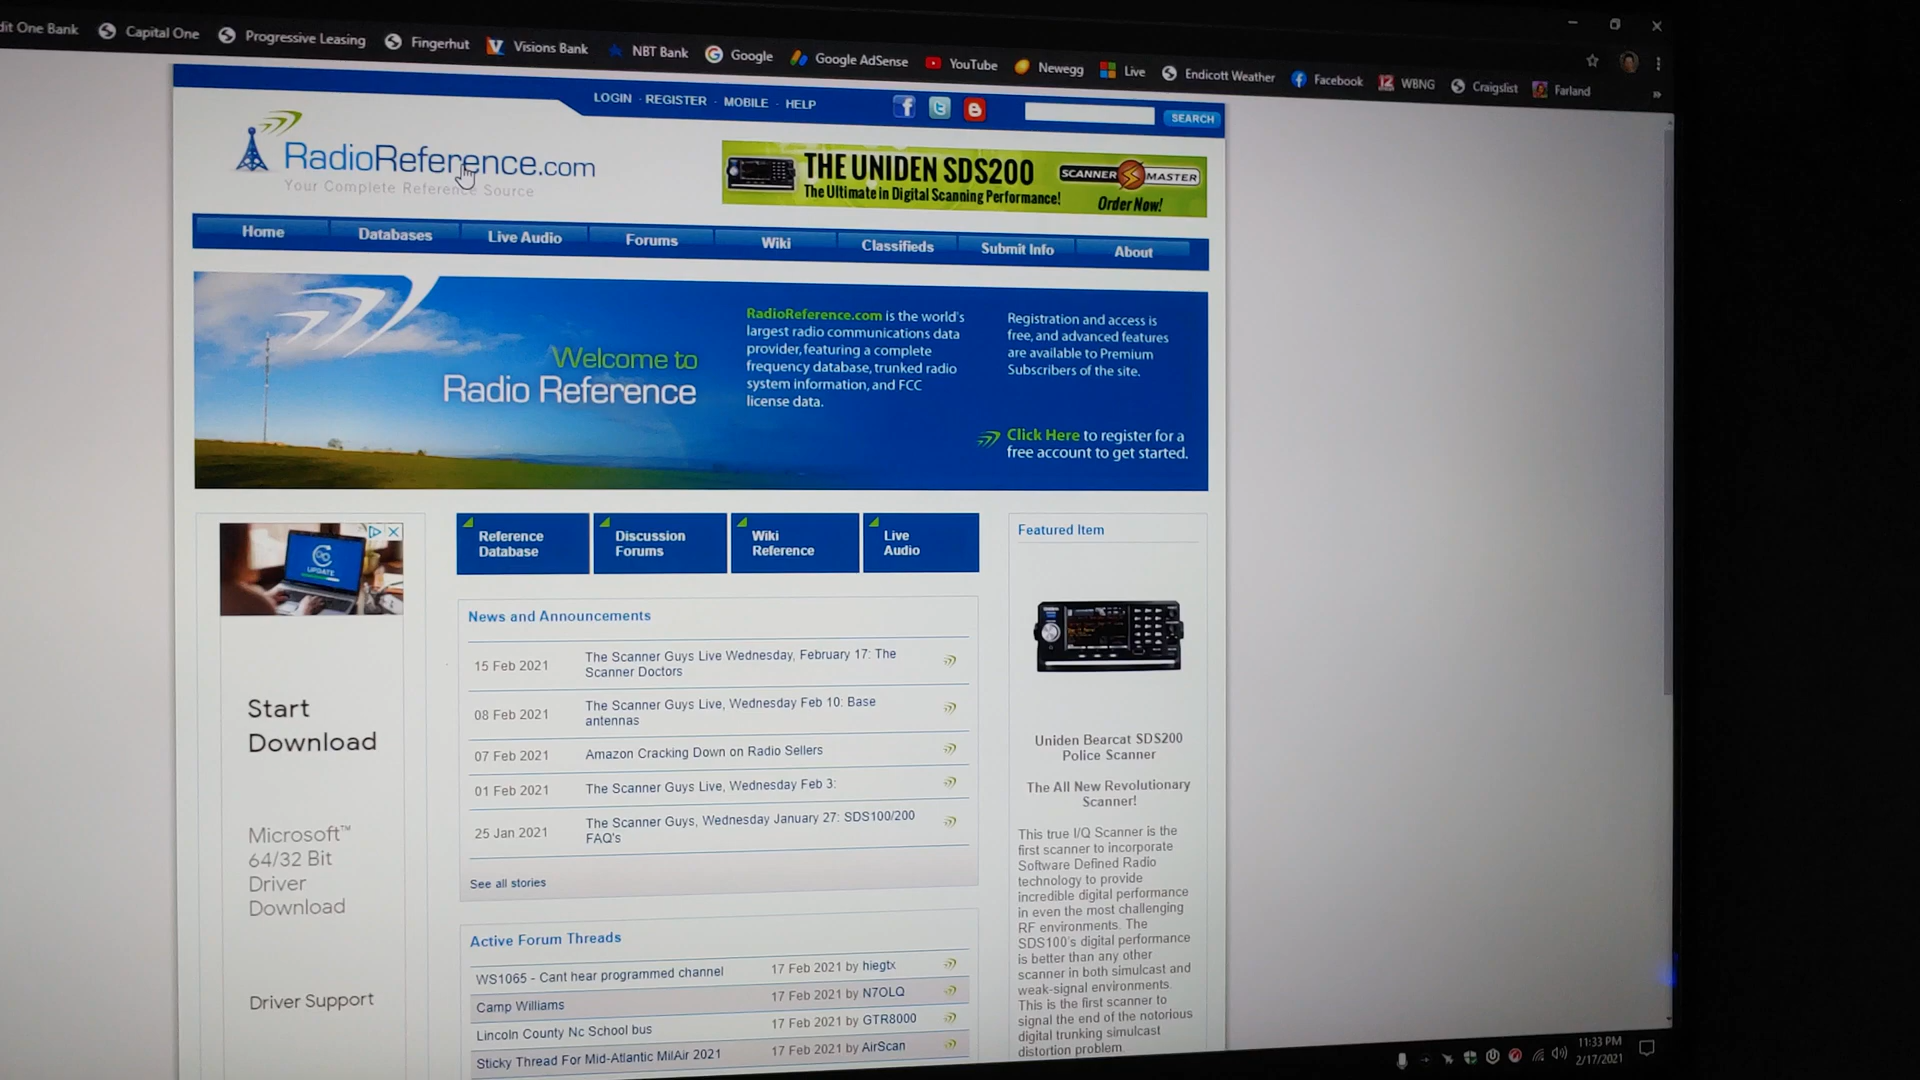 dit One Bank
Capital One
Progressive Leasing
Fingerhut
Visions Bank
NBT Bank
Google
Google AdSense
YouTube
Newegg
Live
Endicott Weather
Facebook
WBNG
Craigslist
Farland
»
LOGIN - REGISTER - MOBILE - HELP
SEARCH
RadioReference.com
Your Complete Reference Source
THE UNIDEN SDS200
The Ultimate in Digital Scanning Performance!
SCANNER MASTER
Order Now!
Home
Databases
Live Audio
Forums
Wiki
Classifieds
Submit Info
About
Welcome to
Radio Reference
RadioReference.com is the world's
largest radio communications data
provider, featuring a complete
frequency database, trunked radio
system information, and FCC
license data.
Registration and access is
free, and advanced features
are available to Premium
Subscribers of the site.
Click Here to register for a
free account to get started.
UPDATE
Start
Download
Microsoft™
64/32 Bit
Driver
Download
Driver Support
Reference
Database
Discussion
Forums
Wiki
Reference
Live
Audio
News and Announcements
15 Feb 2021
The Scanner Guys Live Wednesday, February 17: The
Scanner Doctors
08 Feb 2021
The Scanner Guys Live, Wednesday Feb 10: Base
antennas
07 Feb 2021
Amazon Cracking Down on Radio Sellers
01 Feb 2021
The Scanner Guys Live, Wednesday Feb 3:
25 Jan 2021
The Scanner Guys, Wednesday January 27: SDS100/200
FAQ's
See all stories
Active Forum Threads
WS1065 - Cant hear programmed channel
17 Feb 2021 by hiegtx
Camp Williams
17 Feb 2021 by N7OLQ
Lincoln County Nc School bus
17 Feb 2021 by GTR8000
Sticky Thread For Mid-Atlantic MilAir 2021
17 Feb 2021 by AirScan
Featured Item
Uniden Bearcat SDS200
Police Scanner
The All New Revolutionary
Scanner!
This true I/Q Scanner is the
first scanner to incorporate
Software Defined Radio
technology to provide
incredible digital performance
in even the most challenging
RF environments. The
SDS100's digital performance
is better than any other
scanner in both simulcast and
weak-signal environments.
This is the first scanner to
signal the end of the notorious
digital trunking simulcast
distortion problem.
11:33 PM
2/17/2021